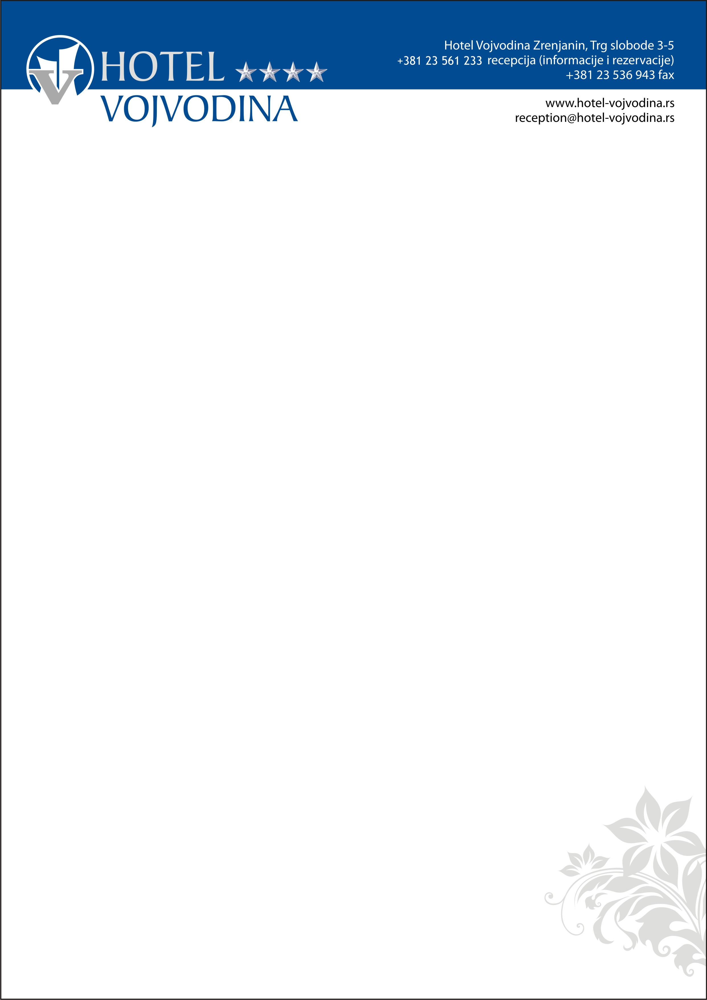 HOTEL
VOJVODINA
Hotel Vojvodina Zrenjanin, Trg slobode 3-5
+381 23 561 233 recepcija (informacije i rezervacije)
+381 23 536 943 fax
www.hotel-vojvodina.rs
reception@hotel-vojvodina.rs